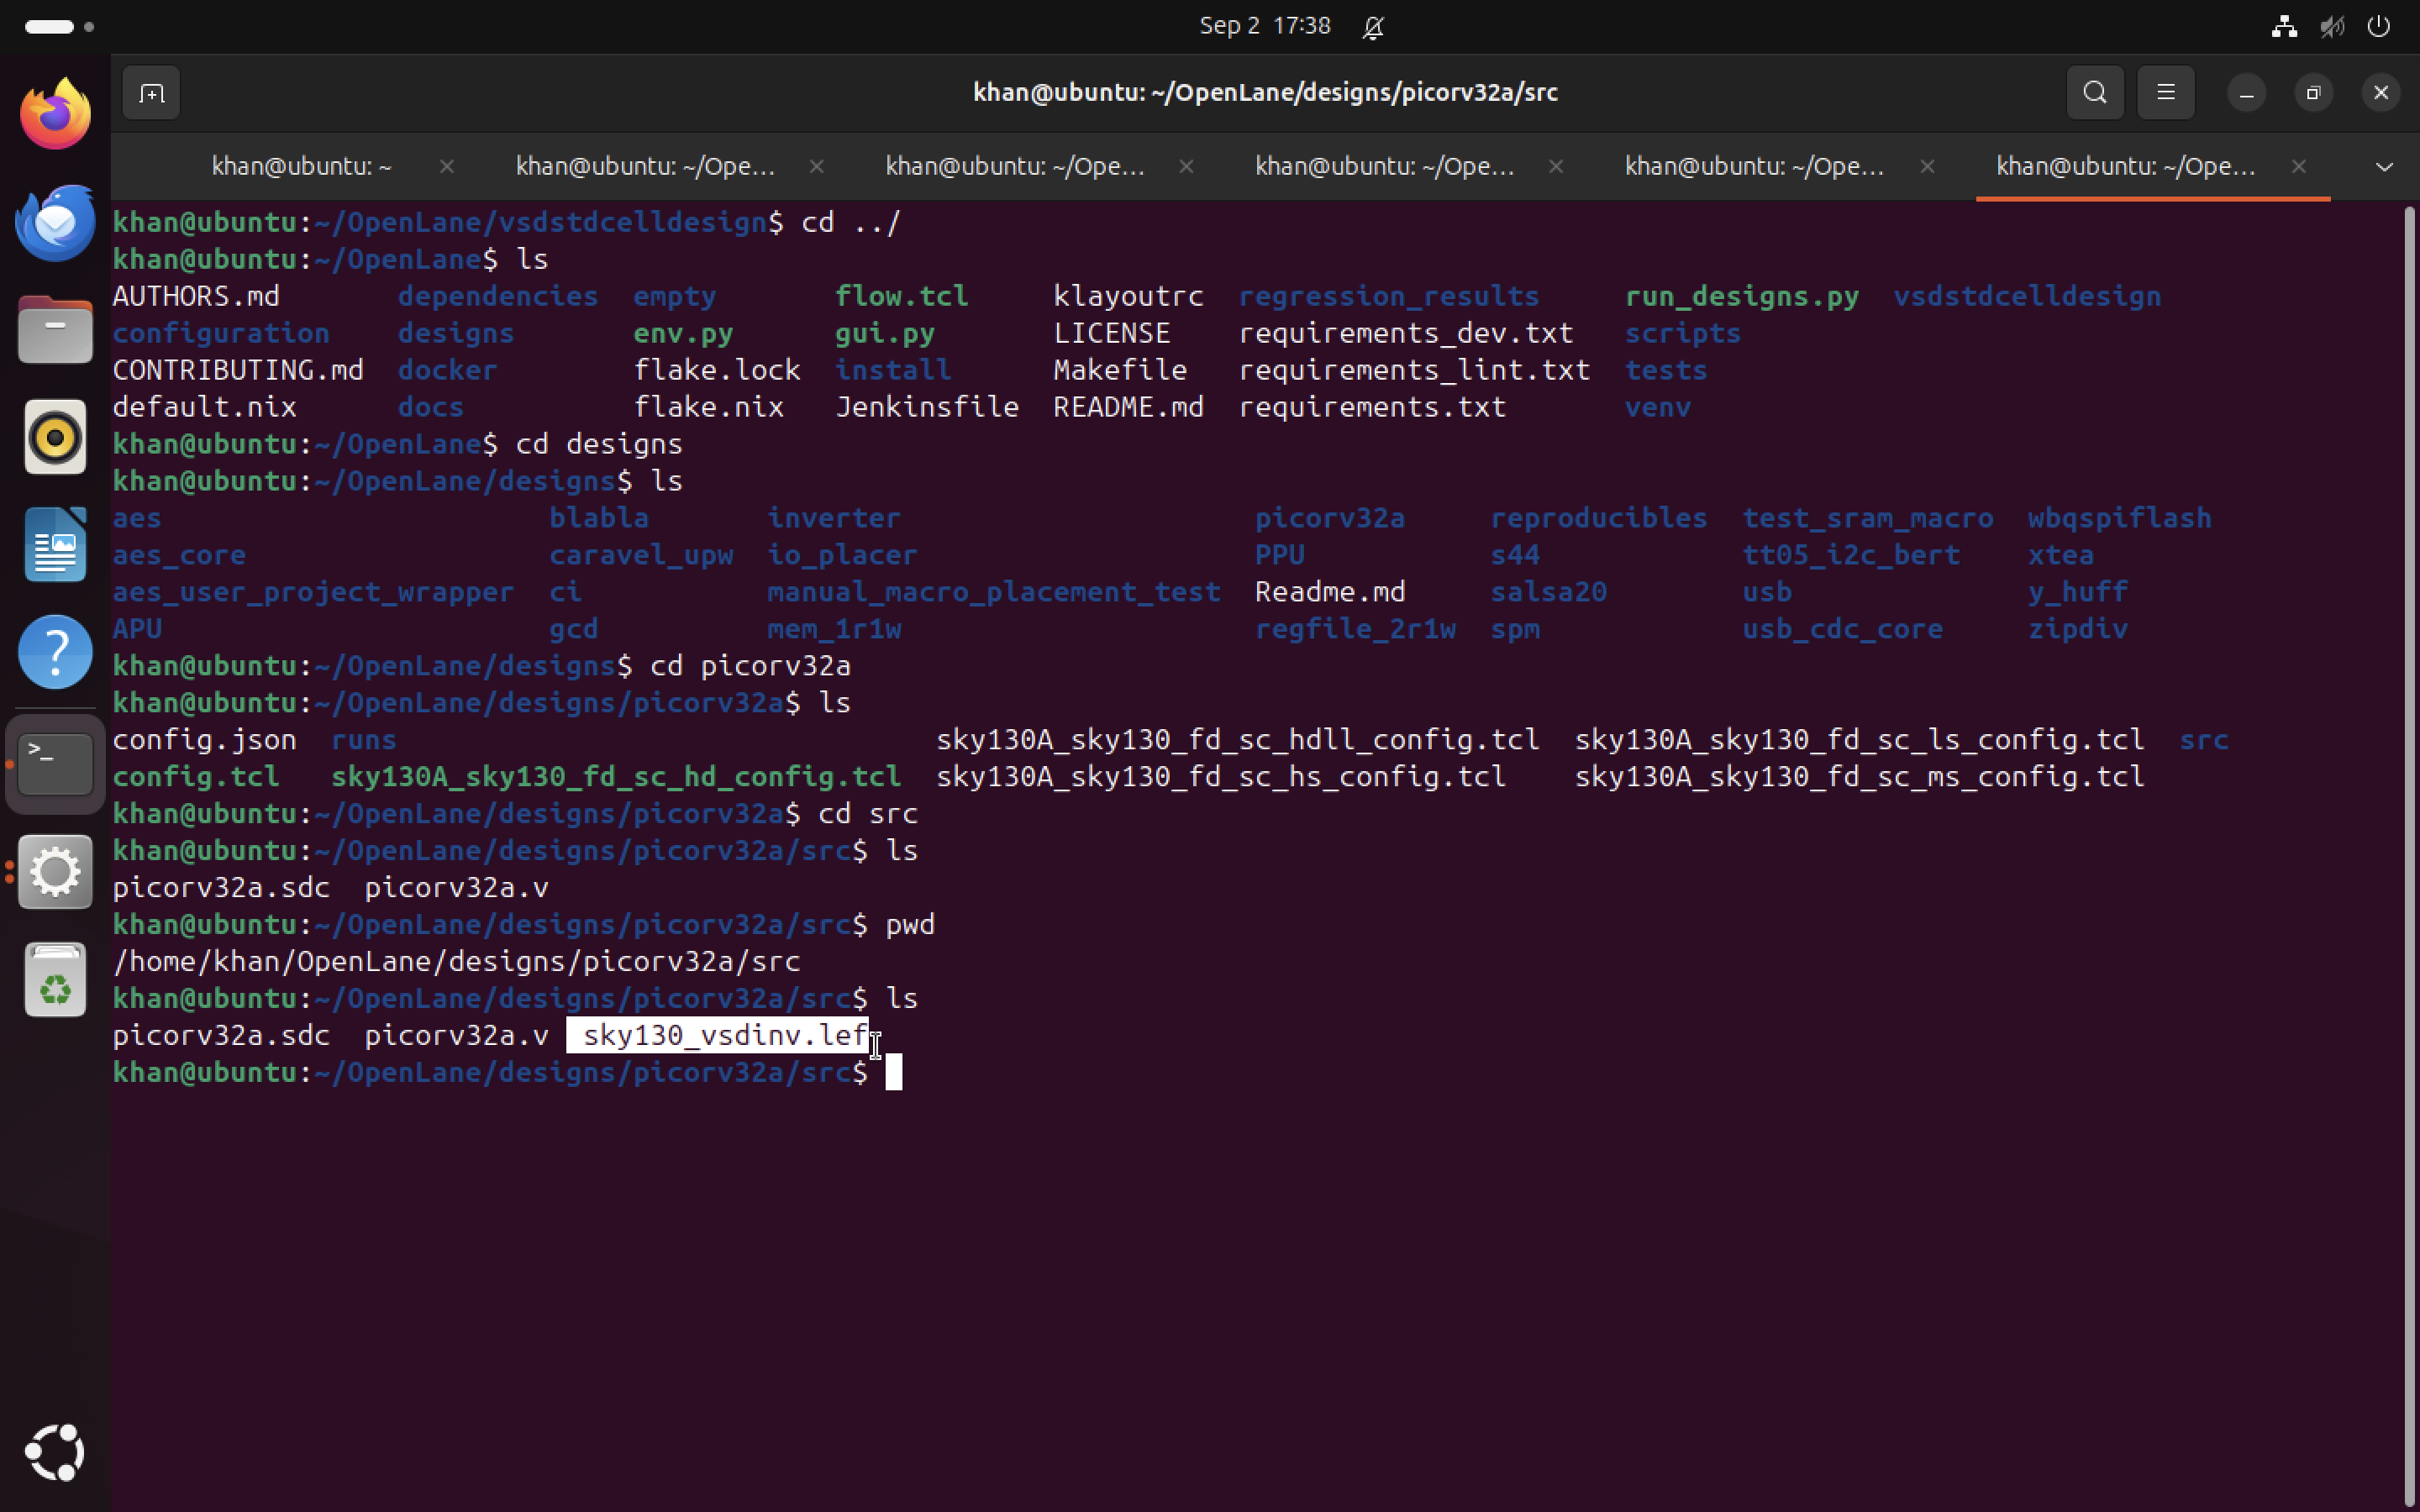 Sep 2 17:38
khan@ubuntu: ~/OpenLane/designs/picorv32a/src
khan@ubuntu: ~ khan@ubuntu: ~/Ope... khan@ubuntu: ~/Ope... khan@ubuntu: ~/Ope... khan@ubuntu: ~/Ope... khan@ubuntu: ~/Ope...
khan@ubuntu:~/OpenLane/vsdstdcelldesign$ cd ../
khan@ubuntu:~/OpenLane$ ls
AUTHORS.md dependencies empty flow.tcl klayoutrc regression_results run_designs.py vsdstdcelldesign
configuration designs env.py gui.py LICENSE requirements_dev.txt scripts
CONTRIBUTING.md docker flake.lock install Makefile requirements_lint.txt tests
default.nix docs flake.nix Jenkinsfile README.md requirements.txt venv
khan@ubuntu:~/OpenLane$ cd designs
khan@ubuntu:~/OpenLane/designs$ ls
aes blabla inverter picorv32a reproducibles test_sram_macro wbqspiflash
aes_core caravel_upw io_placer PPU s44 tt05_i2c_bert xtea
aes_user_project_wrapper ci manual_macro_placement_test Readme.md salsa20 usb y_huff
APU gcd mem_1r1w regfile_2r1w spm usb_cdc_core zipdiv
khan@ubuntu:~/OpenLane/designs$ cd picorv32a
khan@ubuntu:~/OpenLane/designs/picorv32a$ ls
config.json runs sky130A_sky130_fd_sc_hdll_config.tcl sky130A_sky130_fd_sc_ls_config.tcl src
config.tcl sky130A_sky130_fd_sc_hd_config.tcl sky130A_sky130_fd_sc_hs_config.tcl sky130A_sky130_fd_sc_ms_config.tcl
khan@ubuntu:~/OpenLane/designs/picorv32a$ cd src
khan@ubuntu:~/OpenLane/designs/picorv32a/src$ ls
picorv32a.sdc picorv32a.v
khan@ubuntu:~/OpenLane/designs/picorv32a/src$ pwd
/home/khan/OpenLane/designs/picorv32a/src
khan@ubuntu:~/OpenLane/designs/picorv32a/src$ ls
picorv32a.sdc picorv32a.v sky130_vsdinv.lef
khan@ubuntu:~/OpenLane/designs/picorv32a/src$